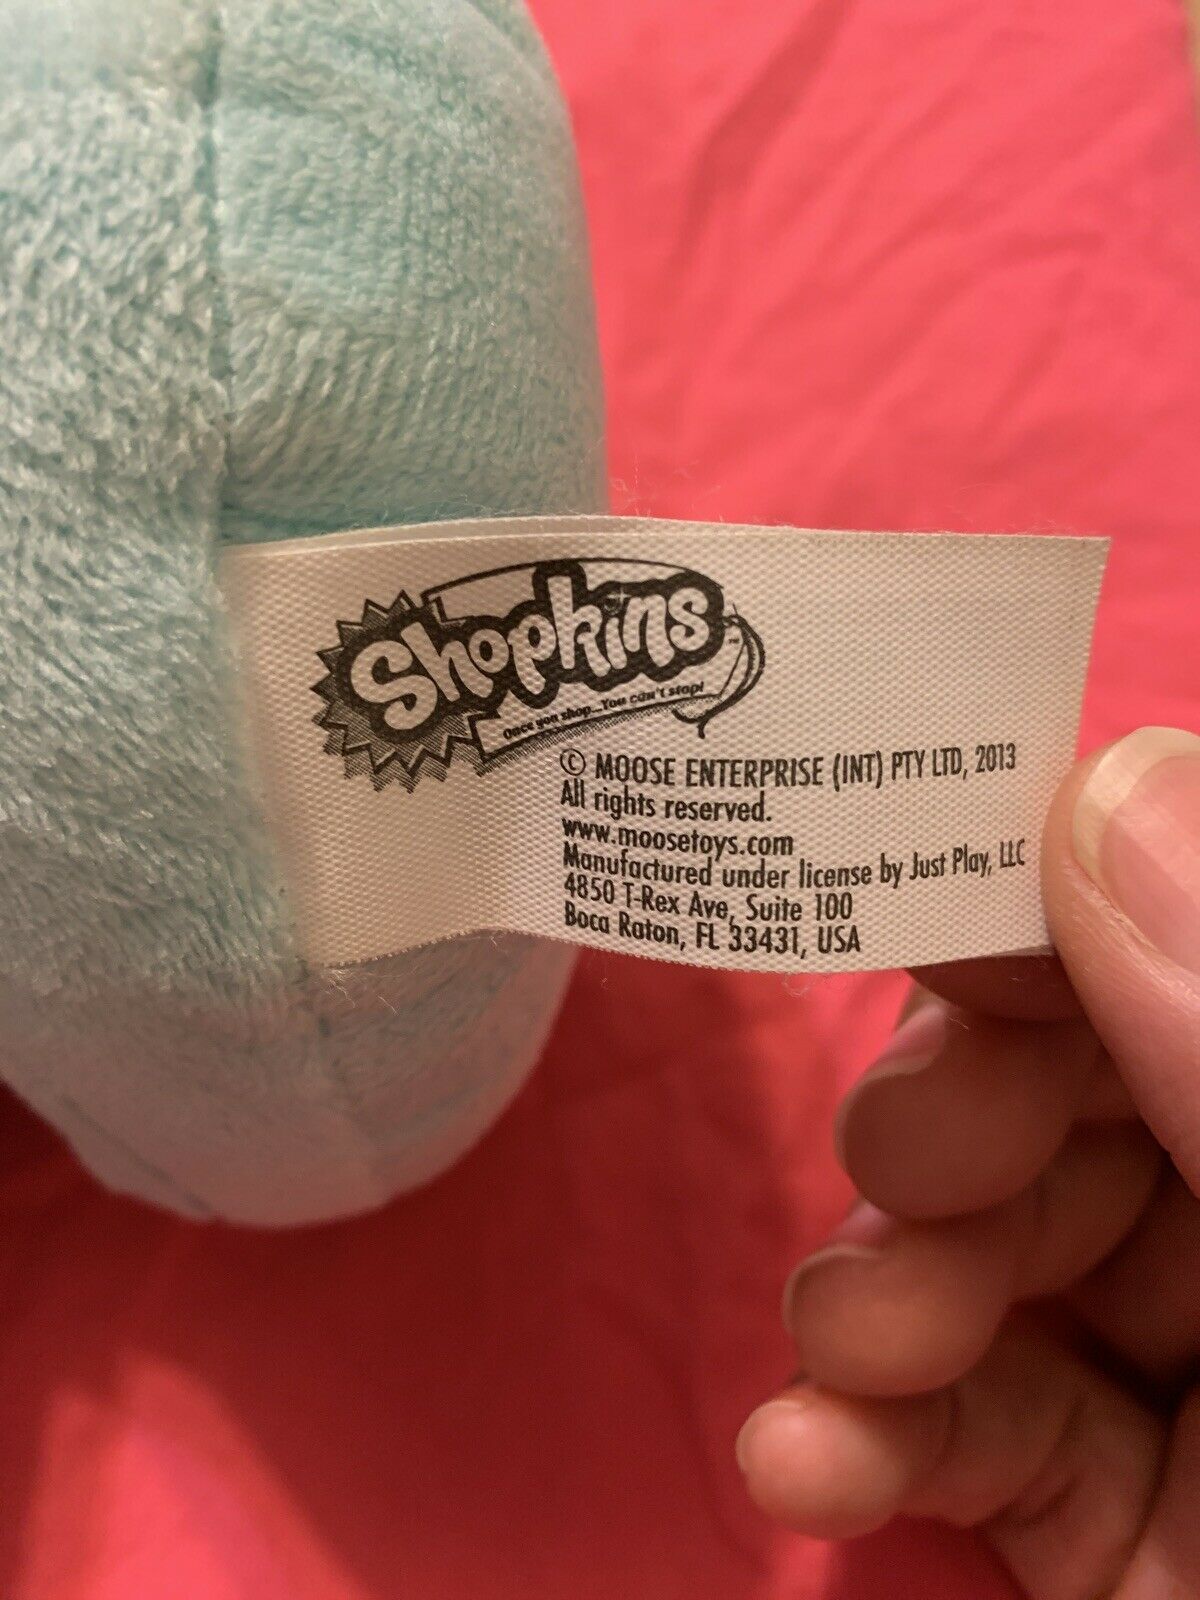 Shopkins
Once you shop...You can't stop!
© MOOSE ENTERPRISE (INT) PTY LTD, 2013
All rights reserved.
www.moosetoys.com
Manufactured under license by Just Play, LLC
4850 T-Rex Ave, Suite 100
Boca Raton, FL 33431, USA